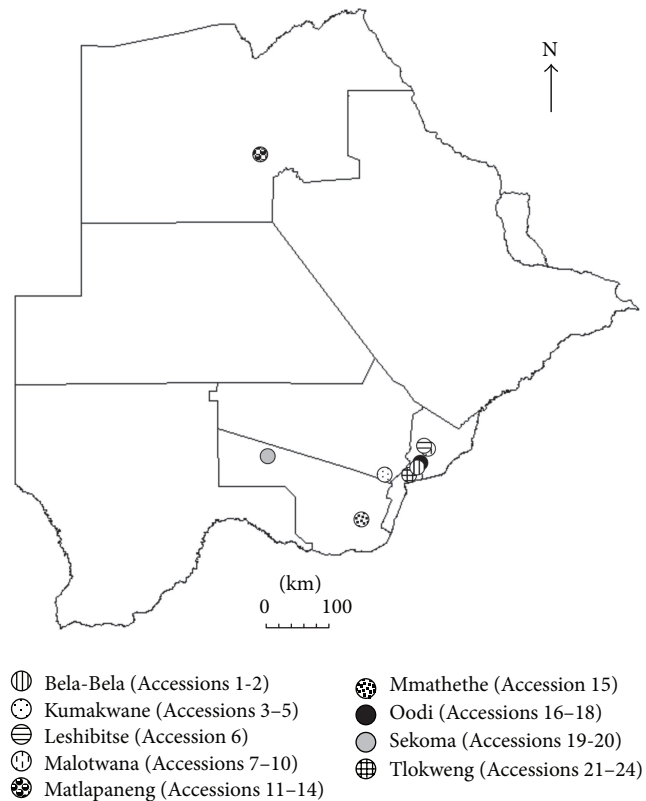 N
(km)
0 100
Bela-Bela (Accessions 1-2)
Kumakwane (Accessions 3–5)
Leshibitse (Accession 6)
Malotwana (Accessions 7–10)
Matlapaneng (Accessions 11–14)
Mmathethe (Accession 15)
Oodi (Accessions 16–18)
Sekoma (Accessions 19-20)
Tlokweng (Accessions 21–24)